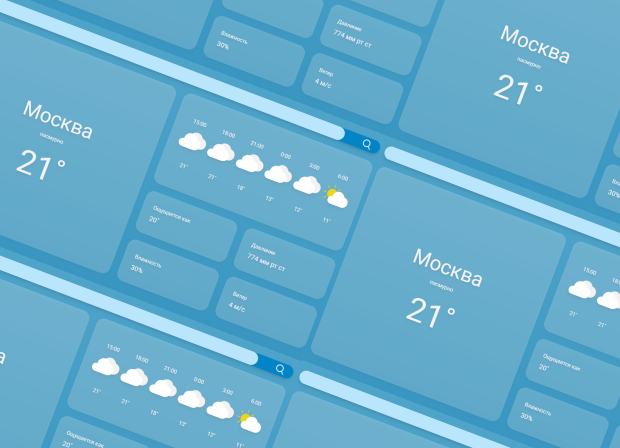 Давление
774 мм рт ст
Влажность
30%
Ветер
4 м/с
Москва
пасмурно
21°
30%
Москва
пасмурно
21°
15:00 18:00 21:00 0:00 3:00 6:00
21° 21° 18° 13° 12° 11°
Ощущается как
20°
Давление
774 мм рт ст
Влажность
30%
Ветер
4 м/с
Москва
пасмурно
21°
15:00 18:00
21° 21°
Ощущается как
20°
Влажность
30%
15:00 18:00 21:00 0:00 3:00 6:00
21° 21° 18° 13° 12° 11°
Ощущается как
20°